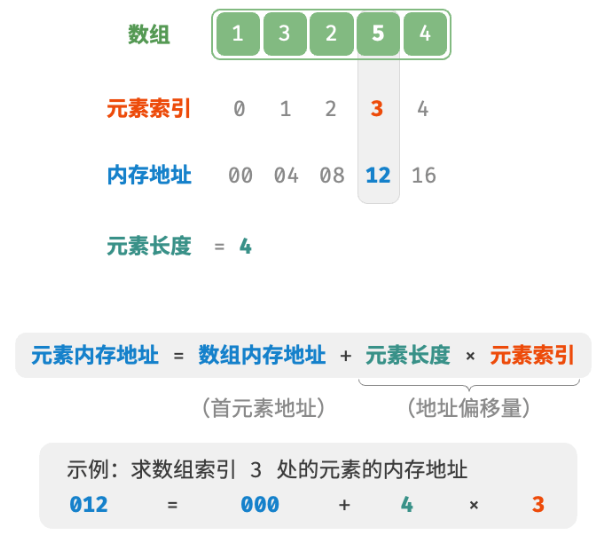 数组 1 3 2 5 4
元素索引 0 1 2 3 4
内存地址 00 04 08 12 16
元素长度 = 4
元素内存地址 = 数组内存地址 + 元素长度 × 元素索引
（首元素地址） （地址偏移量）
示例：求数组索引 3 处的元素的内存地址
012 = 000 + 4 × 3